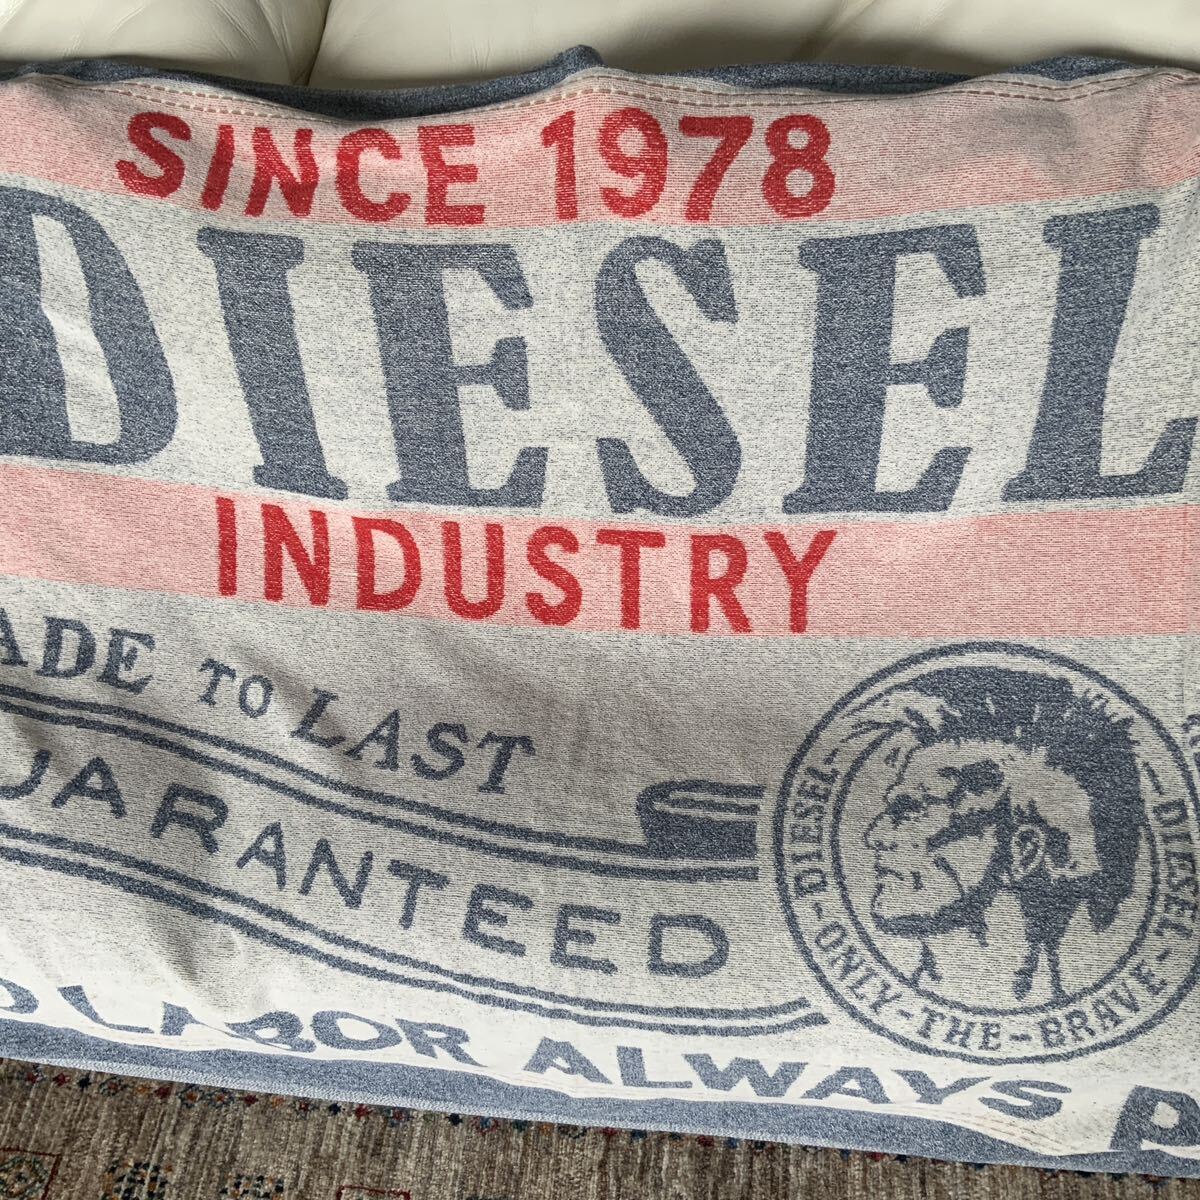 SINCE 1978
DIESEL
INDUSTRY
ADE TO LAST
UARANTEED
DIESEL-ONLY-THE-BRAVE-DIESEL
D LABOR ALWAYS P